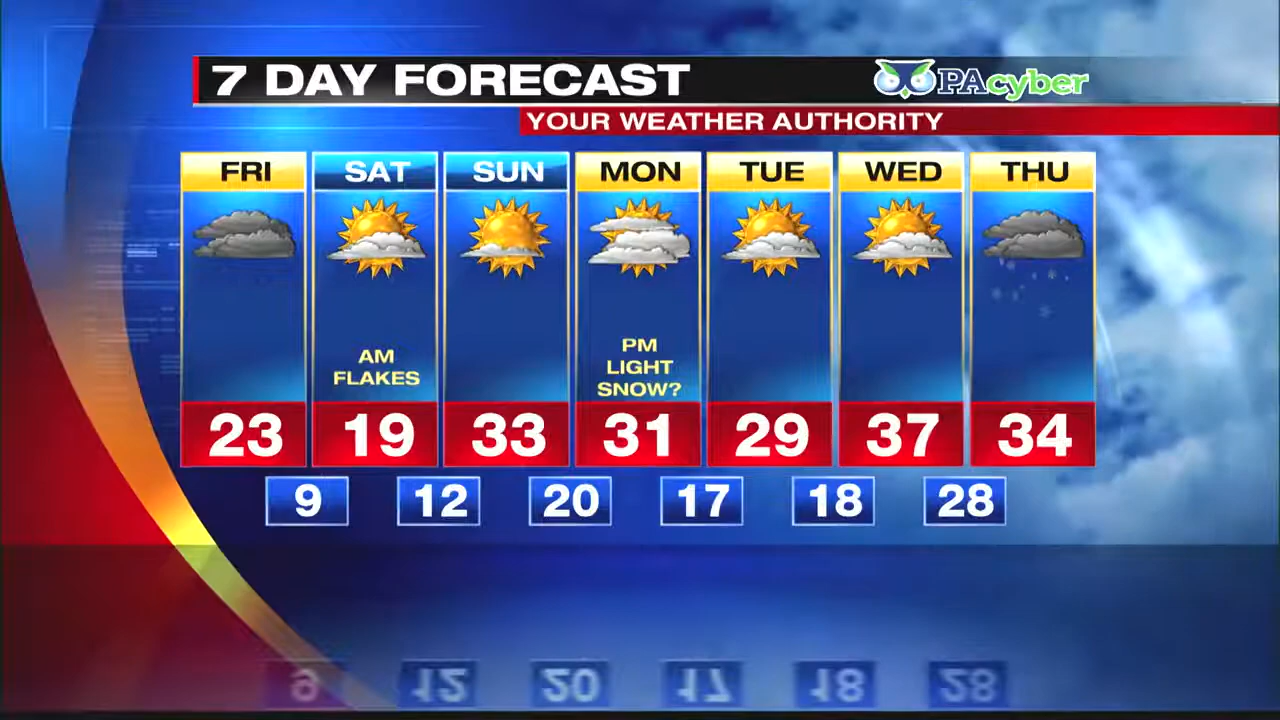 7 DAY FORECAST
PAcyber
YOUR WEATHER AUTHORITY
FRI SAT SUN MON TUE WED THU
AM
FLAKES
PM
LIGHT
SNOW?
23 19 33 31 29 37 34
9 12 20 17 18 28